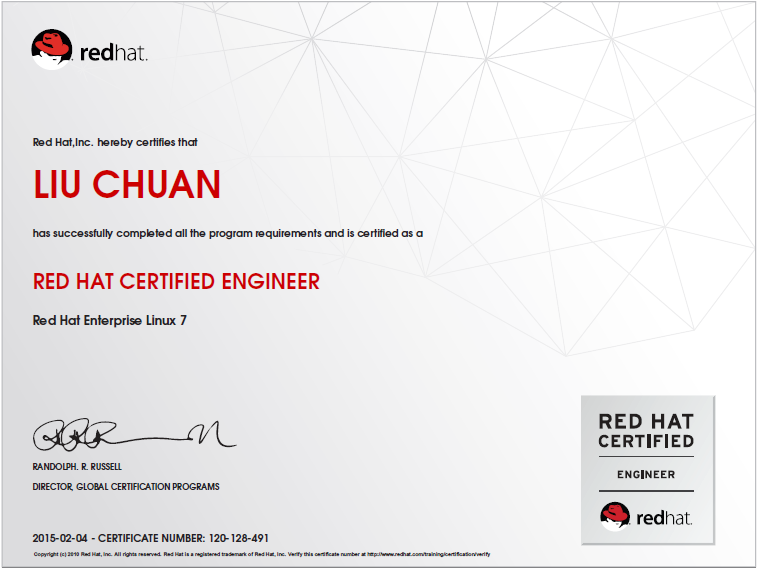 redhat.
Red Hat,Inc. hereby certifies that
LIU CHUAN
has successfully completed all the program requirements and is certified as a
RED HAT CERTIFIED ENGINEER
Red Hat Enterprise Linux 7
RANDOLPH. R. RUSSELL
DIRECTOR, GLOBAL CERTIFICATION PROGRAMS
2015-02-04 - CERTIFICATE NUMBER: 120-128-491
Copyright (c) 2010 Red Hat, Inc. All rights reserved. Red Hat is a registered trademark of Red Hat, Inc. Verify this certificate number at http://www.redhat.com/training/certification/verify
RED HAT
CERTIFIED
ENGINEER
redhat.